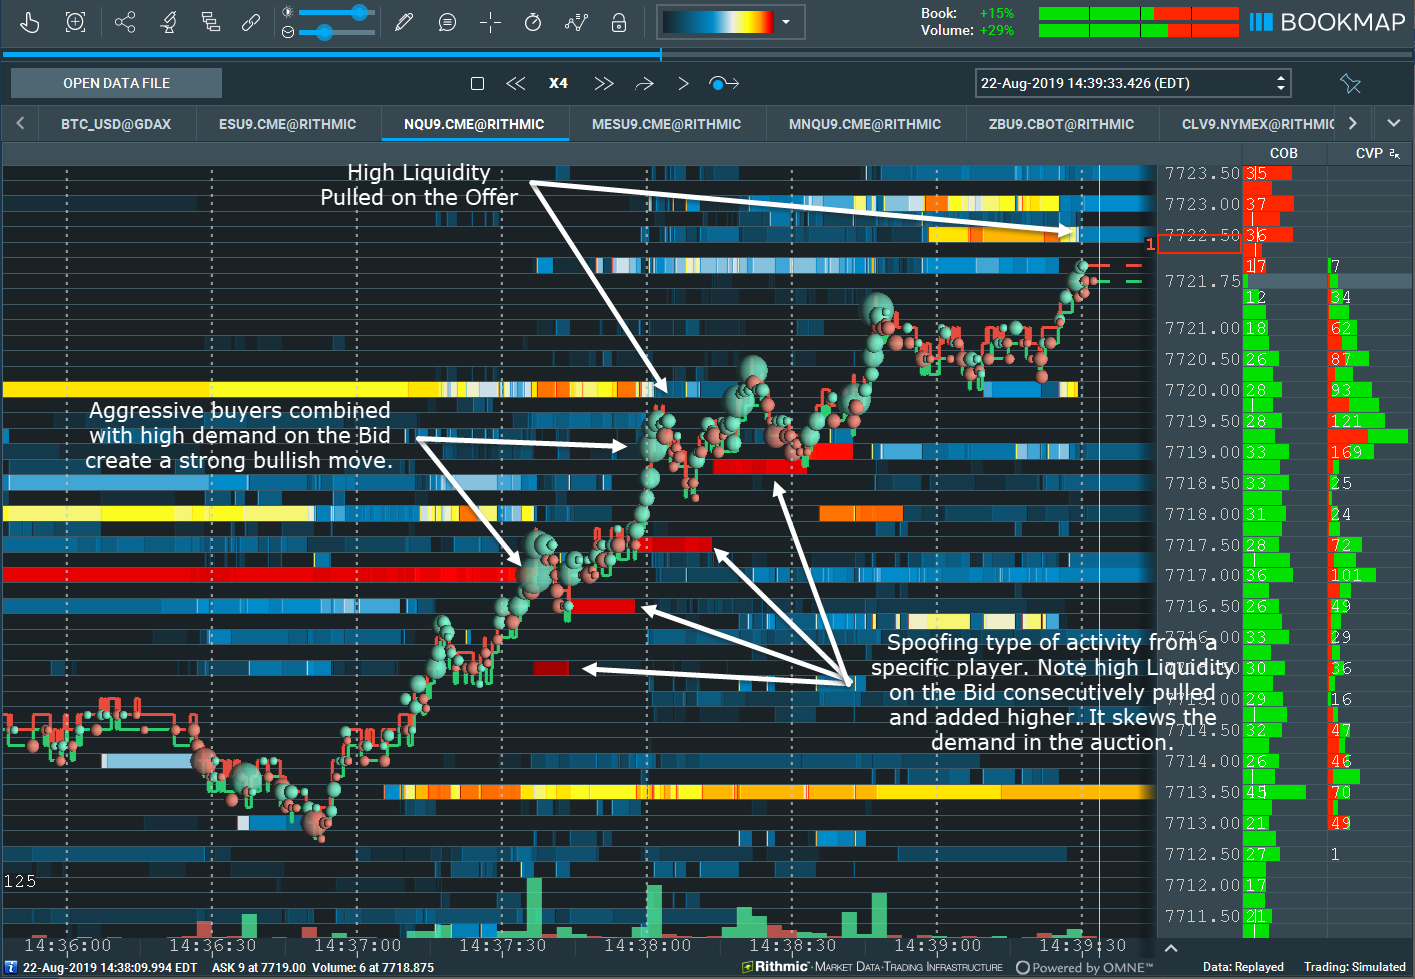 Book: +15%
Volume: +29%
BOOKMAP
OPEN DATA FILE
X4
22-Aug-2019 14:39:33.426 (EDT)
BTC_USD@GDAX
ESU9.CME@RITHMIC
NQU9.CME@RITHMIC
MESU9.CME@RITHMIC
MNQU9.CME@RITHMIC
ZBU9.CBOT@RITHMIC
CLV9.NYMEX@RITHMIC
COB
CVP
High Liquidity
Pulled on the Offer
Aggressive buyers combined
with high demand on the Bid
create a strong bullish move.
Spoofing type of activity from a
specific player. Note high Liquidity
on the Bid consecutively pulled
and added higher. It skews the
demand in the auction.
7723.50 35
7723.00 37
7722.50 36
1
17 7
7721.75
12 34
7721.00 18 62
7720.50 26 87
7720.00 28 93
7719.50 28 121
7719.00 33 169
7718.50 33 25
7718.00 31 24
7717.50 28 72
7717.00 36 101
7716.50 26 49
7716.00 33 29
30 36
29 16
7714.50 32 47
7714.00 26 46
7713.50 45 70
7713.00 21 49
7712.50 27 1
7712.00 17
7711.50 21
125
14:36:00
14:36:30
14:37:00
14:37:30
14:38:00
14:38:30
14:39:00
14:39:30
22-Aug-2019 14:38:09.994 EDT ASK 9 at 7719.00 Volume: 6 at 7718.875
Rithmic™ · MARKET DATA · TRADING INFRASTRUCTURE
Powered by OMNE™
Data: Replayed
Trading: Simulated